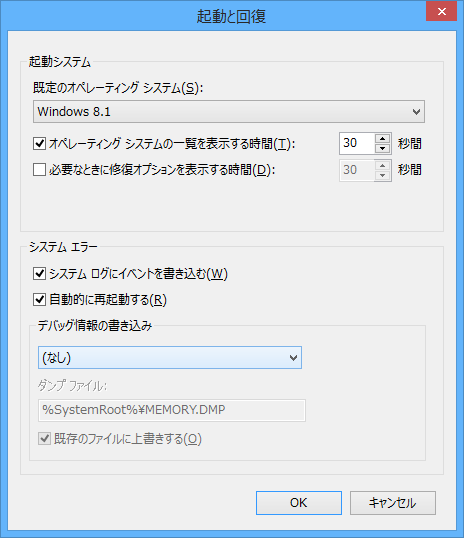 起動と回復
起動システム
既定のオペレーティング システム(S):
Windows 8.1
オペレーティング システムの一覧を表示する時間(T): 30 秒間
必要なときに修復オプションを表示する時間(D): 30 秒間
システム エラー
システム ログにイベントを書き込む(W)
自動的に再起動する(R)
デバッグ情報の書き込み
(なし)
ダンプ ファイル:
%SystemRoot%¥MEMORY.DMP
既存のファイルに上書きする(O)
OK キャンセル